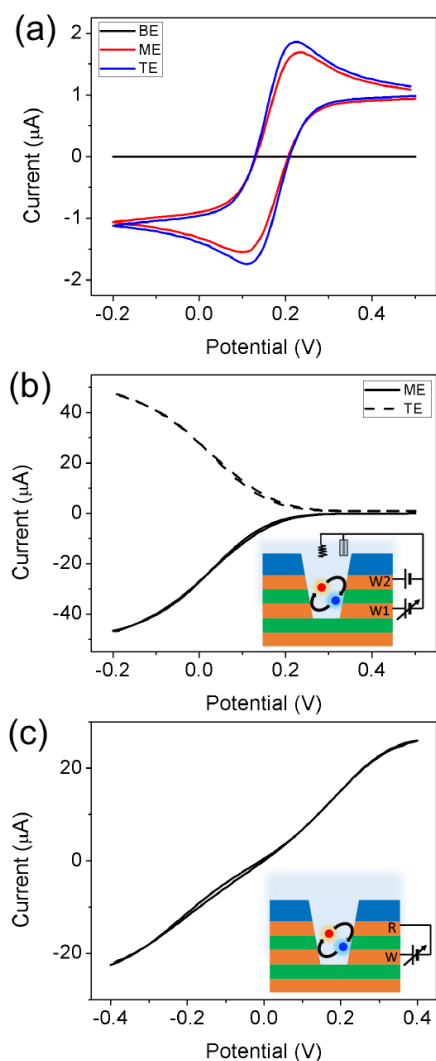 (a)
BE
ME
TE
2
1
0
-1
-2
Current (μA)
-0.2 0.0 0.2 0.4
Potential (V)
(b)
ME
TE
40
20
0
-20
-40
Current (μA)
W2
W1
-0.2 0.0 0.2 0.4
Potential (V)
(c)
20
0
-20
Current (μA)
R
W
-0.4 -0.2 0.0 0.2 0.4
Potential (V)